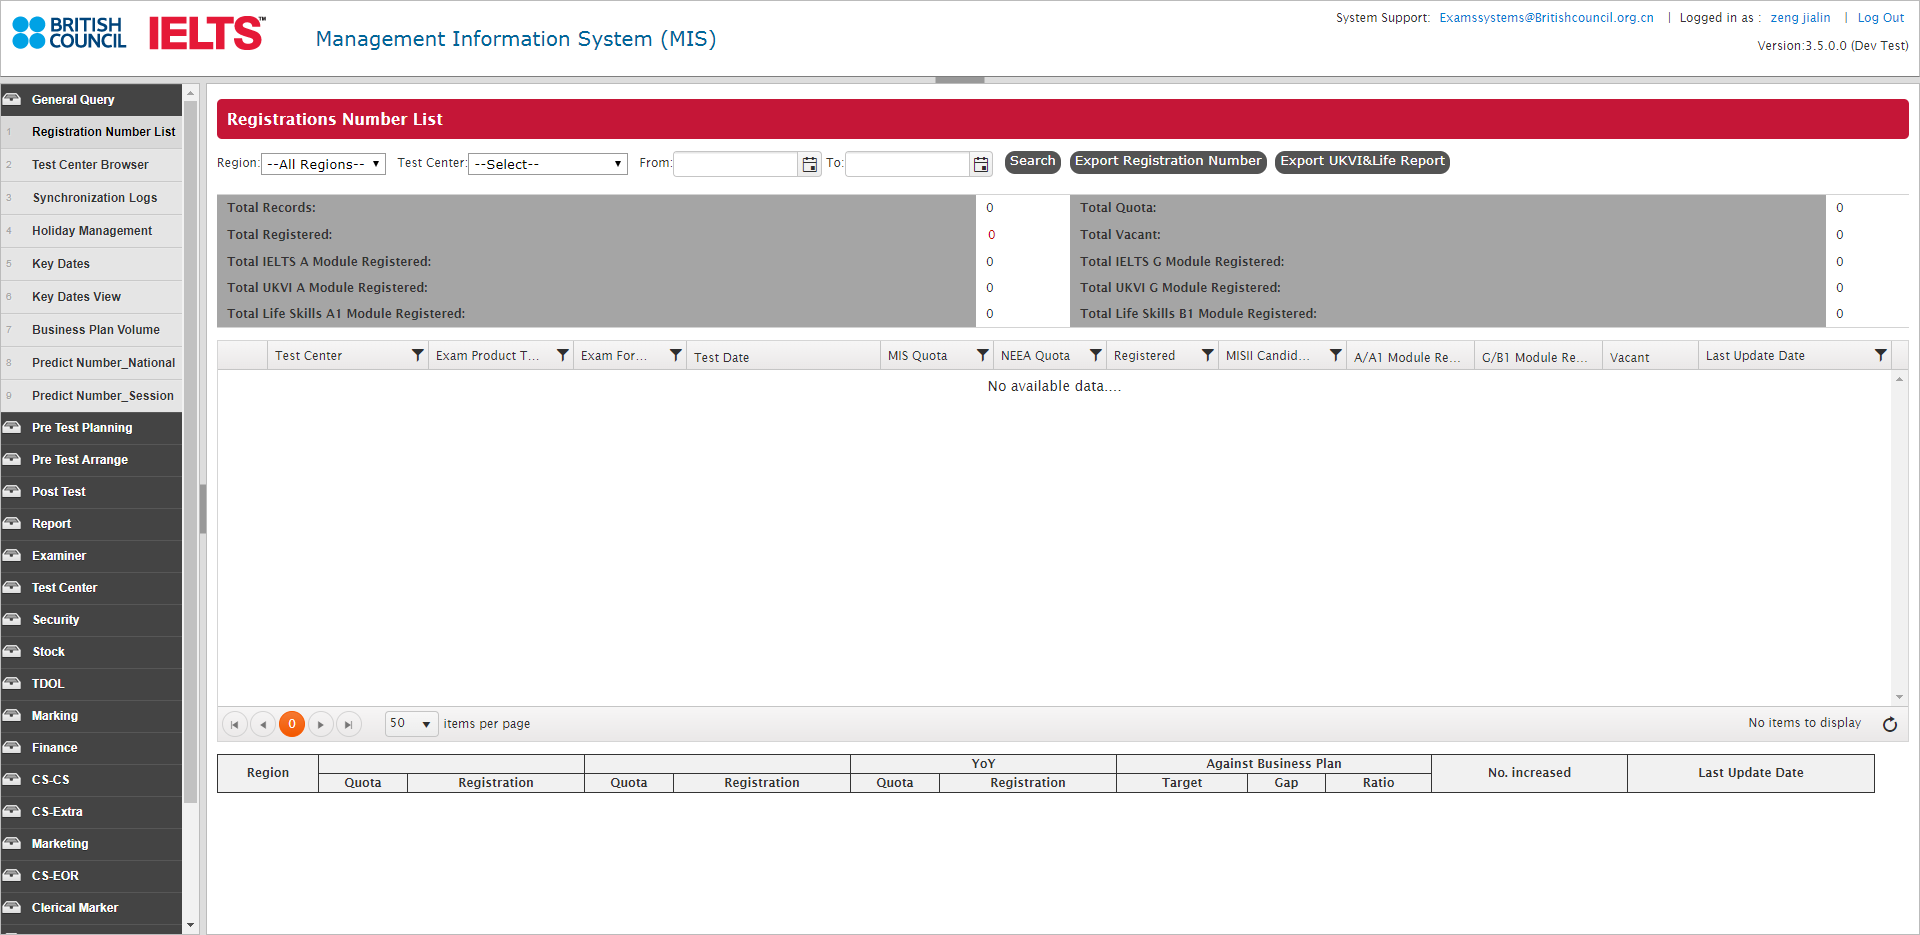 BRITISH COUNCIL
IELTS™
Management Information System (MIS)
System Support: Examssystems@Britishcouncil.org.cn | Logged in as : zeng jialin | Log Out
Version:3.5.0.0 (Dev Test)
General Query
1 Registration Number List
2 Test Center Browser
3 Synchronization Logs
4 Holiday Management
5 Key Dates
6 Key Dates View
7 Business Plan Volume
8 Predict Number_National
9 Predict Number_Session
Pre Test Planning
Pre Test Arrange
Post Test
Report
Examiner
Test Center
Security
Stock
TDOL
Marking
Finance
CS-CS
CS-Extra
Marketing
CS-EOR
Clerical Marker
Registrations Number List
Region: --All Regions-- Test Center: --Select-- From: To: Search Export Registration Number Export UKVI&Life Report
Total Records: 0 Total Quota: 0
Total Registered: 0 Total Vacant: 0
Total IELTS A Module Registered: 0 Total IELTS G Module Registered: 0
Total UKVI A Module Registered: 0 Total UKVI G Module Registered: 0
Total Life Skills A1 Module Registered: 0 Total Life Skills B1 Module Registered: 0
Test Center Exam Product T... Exam For... Test Date MIS Quota NEEA Quota Registered MISII Candid... A/A1 Module Re... G/B1 Module Re... Vacant Last Update Date
No available data....
0 50 items per page No items to display
Region YoY Against Business Plan No. increased Last Update Date
Quota Registration Quota Registration Quota Registration Target Gap Ratio